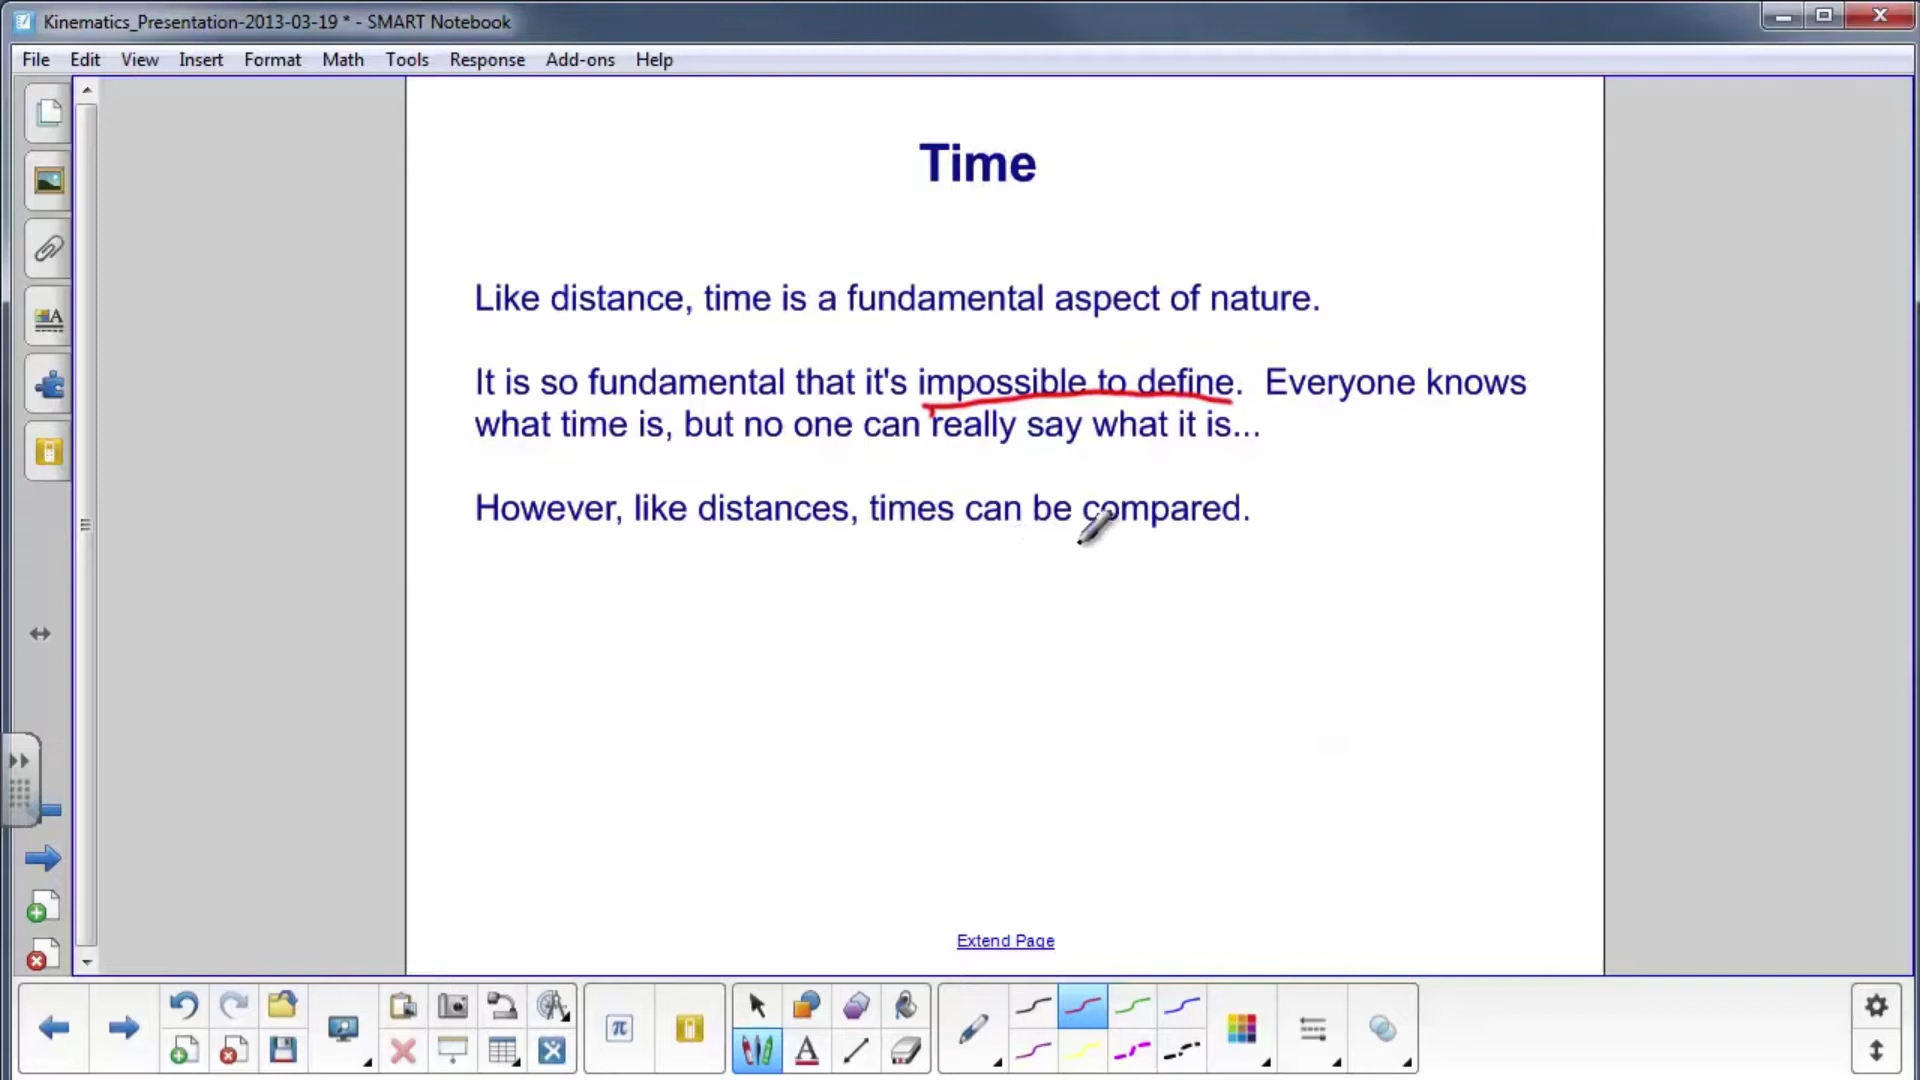 Kinematics_Presentation-2013-03-19 * - SMART Notebook
File Edit View Insert Format Math Tools Response Add-ons Help
Time
Like distance, time is a fundamental aspect of nature.
It is so fundamental that it's impossible to define.  Everyone knows
what time is, but no one can really say what it is...
However, like distances, times can be compared.
Extend Page